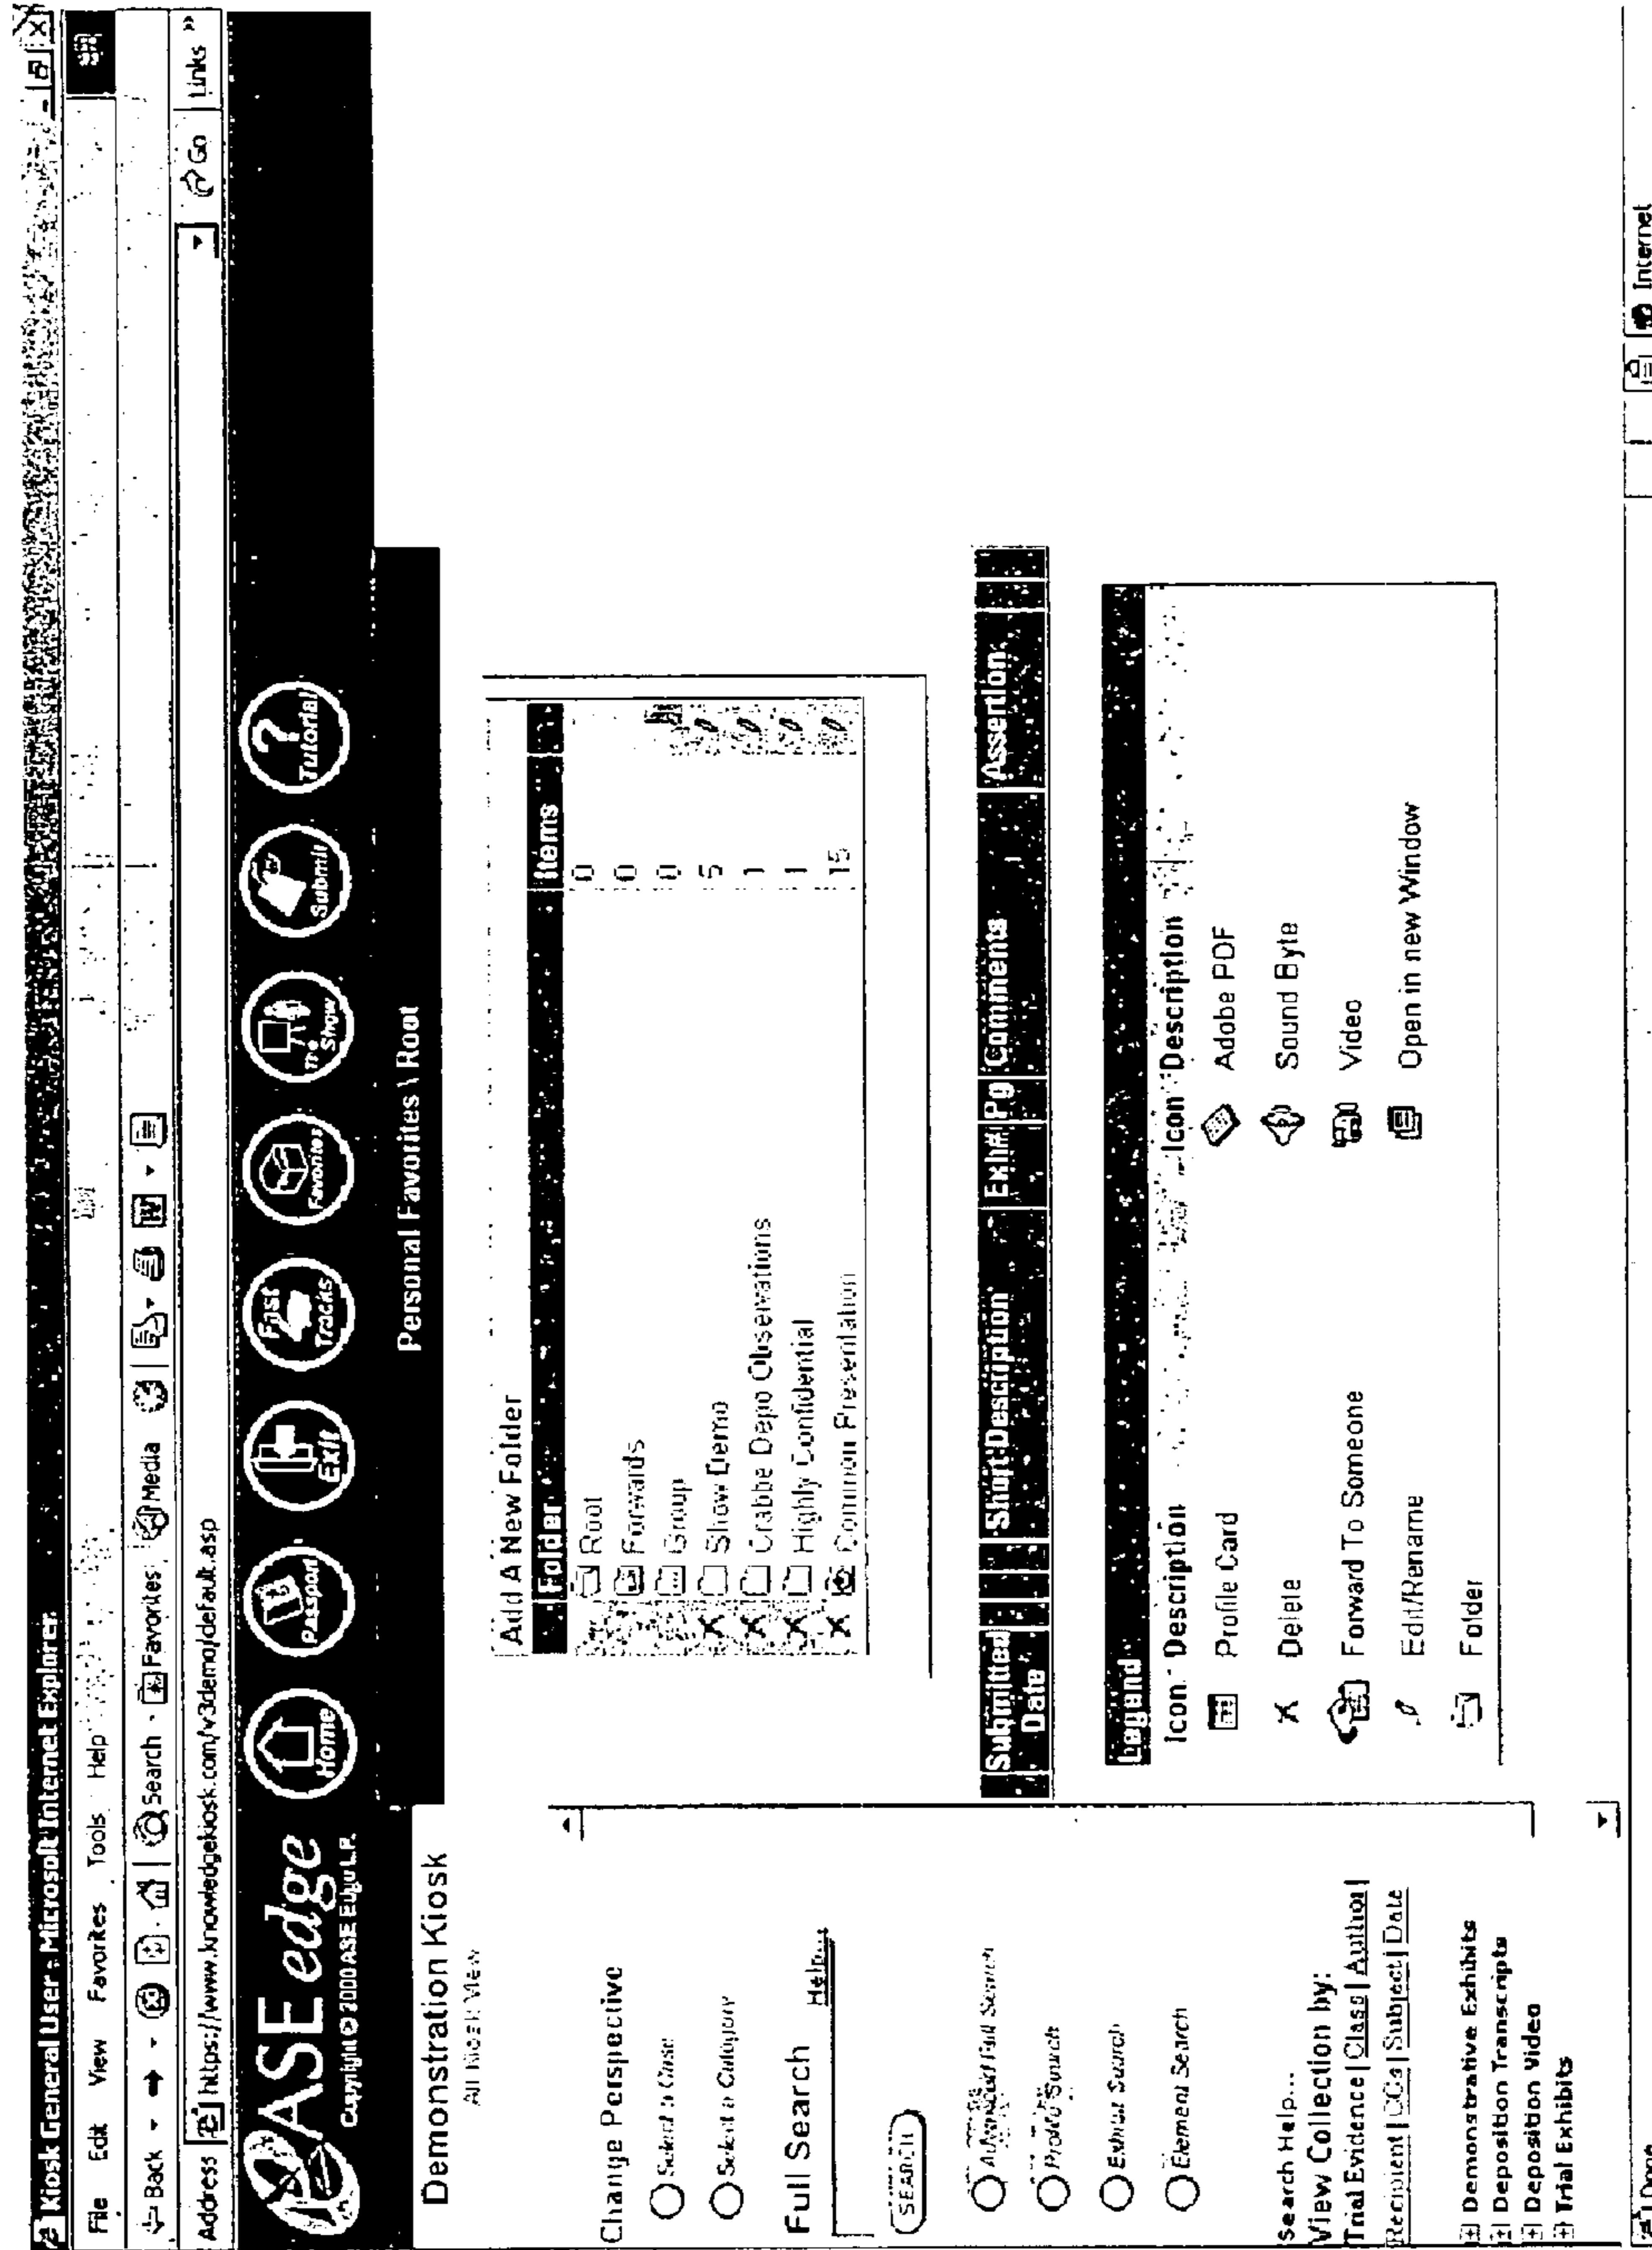 Kiosk General User - Microsoft Internet Explorer
File Edit View Favorites Tools Help
Back Search Favorites Media
Address https://www.knowledgekiosk.com/v3demo/default.asp Go Links »
CASE edge
Copyright © 2000 ASE Edge L.P.
Home
Passport
Exit
Fast Tracks
Favorites
The Show
Submit
? Tutorial
Demonstration Kiosk
All Kiosk View
Change Perspective
Select a Case
Select a Category
Full Search Help...
SEARCH
Advanced Full Search
Profile Search
Exhibit Search
Element Search
Search Help...
View Collection by:
Trial Evidence | Class | Author |
Recipient | CCs | Subject | Date
Demonstrative Exhibits
Deposition Transcripts
Deposition Video
Trial Exhibits
Personal Favorites \ Root
Add A New Folder
Folder Items
Root 0
Forwards 0
Group 0
X Show Demo 5
X Crabbe Depo Observations 1
X Highly Confidential 1
X Common Presentation 15
Submitted Date Short Description Exh# Pg Comments Assertion
Legend
Icon Description Icon Description
Profile Card Adobe PDF
X Delete Sound Byte
Forward To Someone Video
Edit/Rename Open in new Window
Folder
Done Internet